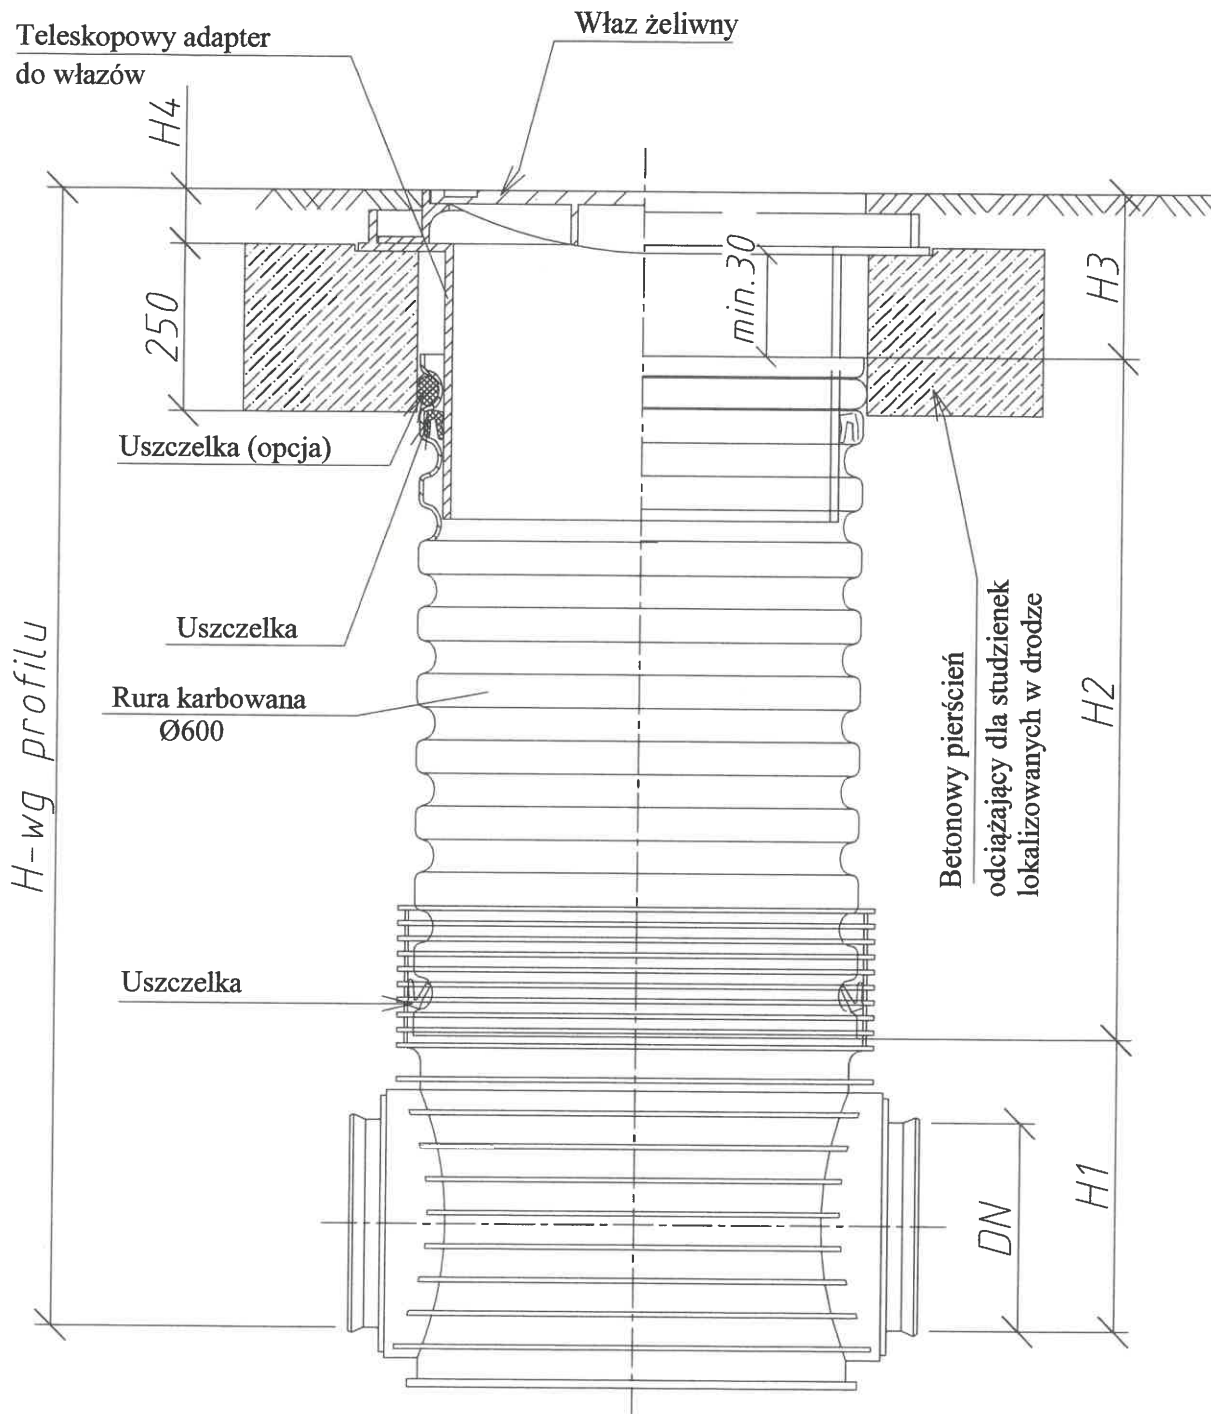 Teleskopowy adapter
do włazów
Właz żeliwny
H4
250
min.30
H3
Uszczelka (opcja)
Uszczelka
Rura karbowana
Ø600
H-wg profilu
Betonowy pierścień
odciążający dla studzienek
lokalizowanych w drodze
H2
Uszczelka
DN
H1